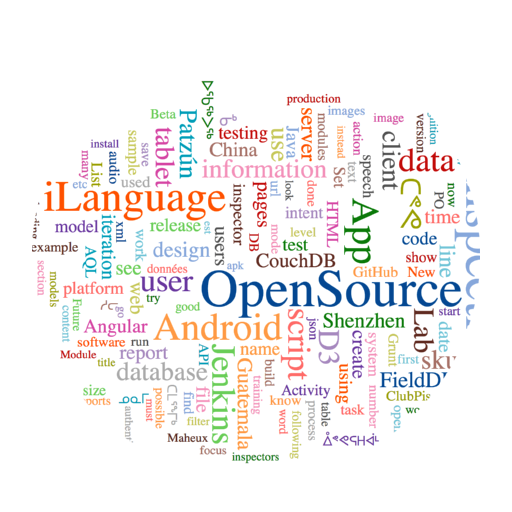 production
Beta
Patzún
testing
Java
server
modules
images
instead
action
image
version
install
many
audio
etc
List
sample
save
used
tablet
China
use
information
Set
text
speech
client
data
now
PO
time
iLanguage
inspector
pages
url
look
done
intent
HTML
App
level
model
iteration
xml
work
release
users
DB
mode
test
code
line
show
New
example
AQL
see
design
données
apk
CouchDB
GitHub
section
models
platform
web
try
user
good
OpenSource
start
Future
content
go
Angular
Android
script
json
D3
Shenzhen
create
system
Grunt
first
Lab
date
Module
software
run
title
report
API
name
build
database
Jenkins
Guatemala
training
Activity
using
number
size
possible
must
find
file
filter
know
word
following
process
table
task
Maheux
focus
inspectors
est